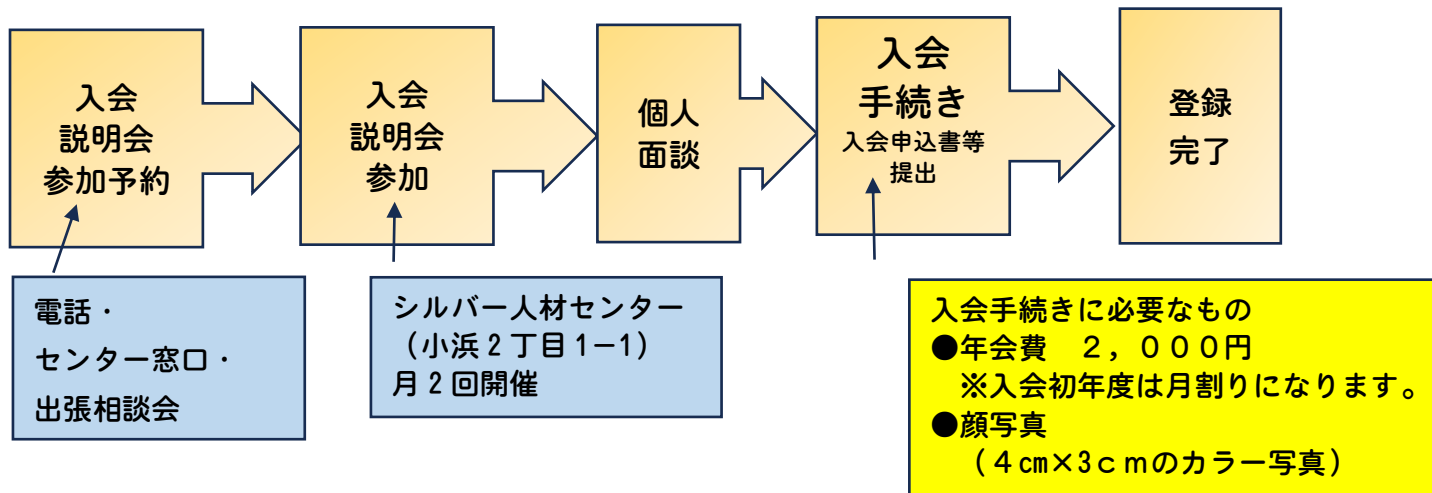 入会
説明会
参加予約
入会
説明会
参加
個人
面談
入会
手続き
入会申込書等
提出
登録
完了
電話・
センター窓口・
出張相談会
シルバー人材センター
（小浜２丁目1－1）
月２回開催
入会手続きに必要なもの
●年会費　２，０００円
※入会初年度は月割りになります。
●顔写真
（４㎝×3ｃｍのカラー写真）